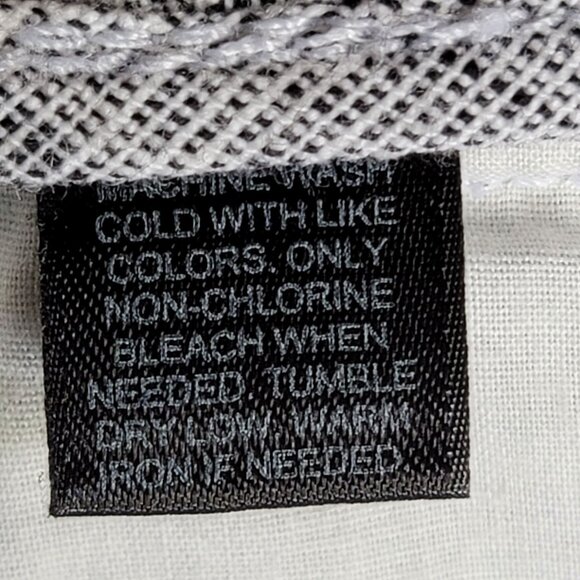 MACHINE WASH
COLD WITH LIKE
COLORS. ONLY
NON-CHLORINE
BLEACH WHEN
NEEDED. TUMBLE
DRY LOW. WARM
IRON IF NEEDED.